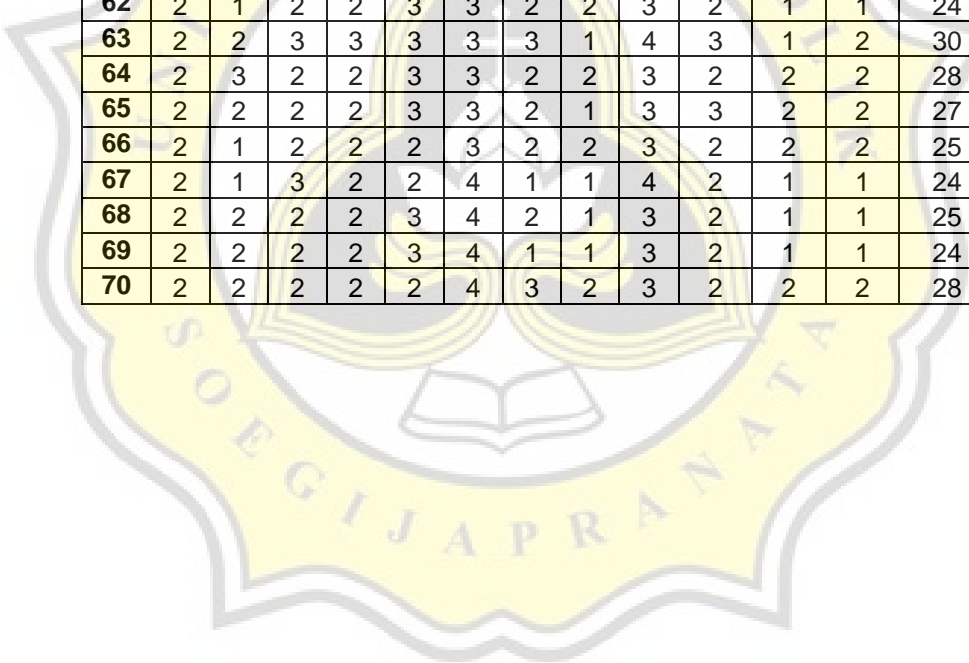 62 2 1 2 2 3 3 2 2 3 2 1 1 24
63 2 2 3 3 3 3 3 1 4 3 1 2 30
64 2 3 2 2 3 3 2 2 3 2 2 2 28
65 2 2 2 2 3 3 2 1 3 3 2 2 27
66 2 1 2 2 2 3 2 2 3 2 2 2 25
67 2 1 3 2 2 4 1 1 4 2 1 1 24
68 2 2 2 2 3 4 2 1 3 2 1 1 25
69 2 2 2 2 3 4 1 1 3 2 1 1 24
70 2 2 2 2 2 4 3 2 3 2 2 2 28
SOEGIJAPRANATA